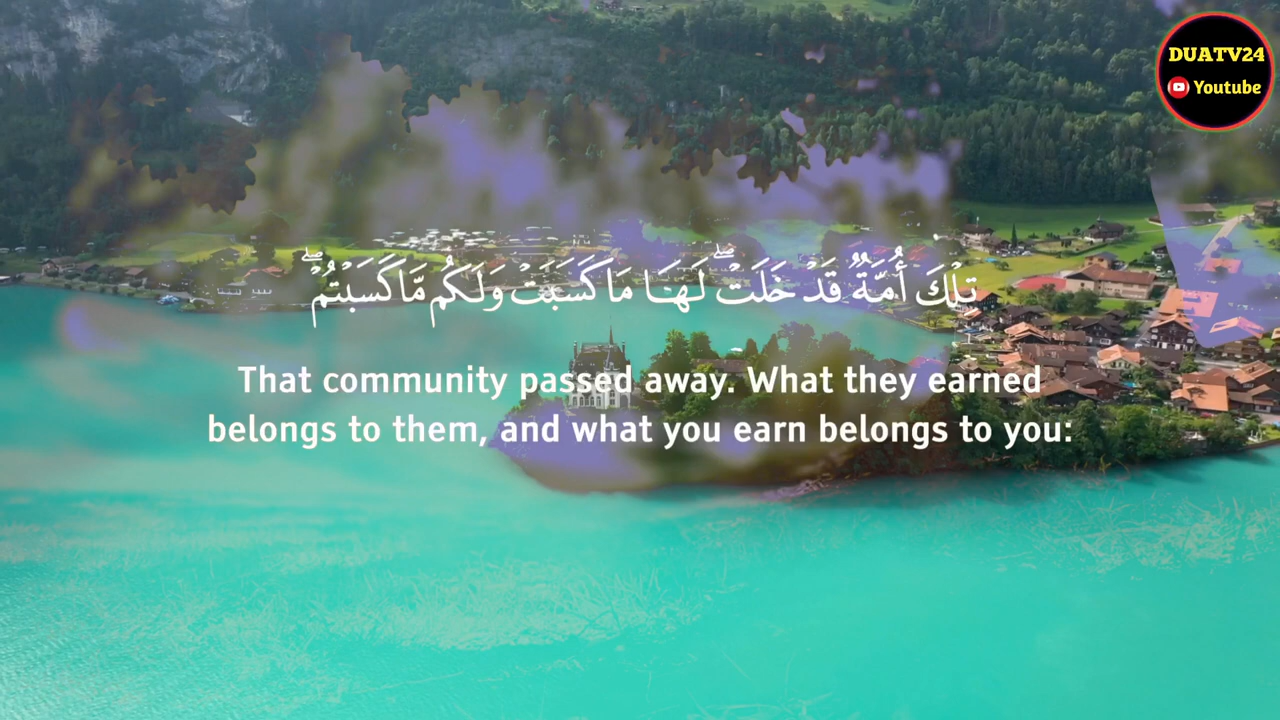 DUATV24
Youtube
تِلۡكَ أُمَّةٞ قَدۡ خَلَتۡۖ لَهَا مَا كَسَبَتۡ وَلَكُم مَّا كَسَبۡتُمۡۖ
That community passed away. What they earned
belongs to them, and what you earn belongs to you: